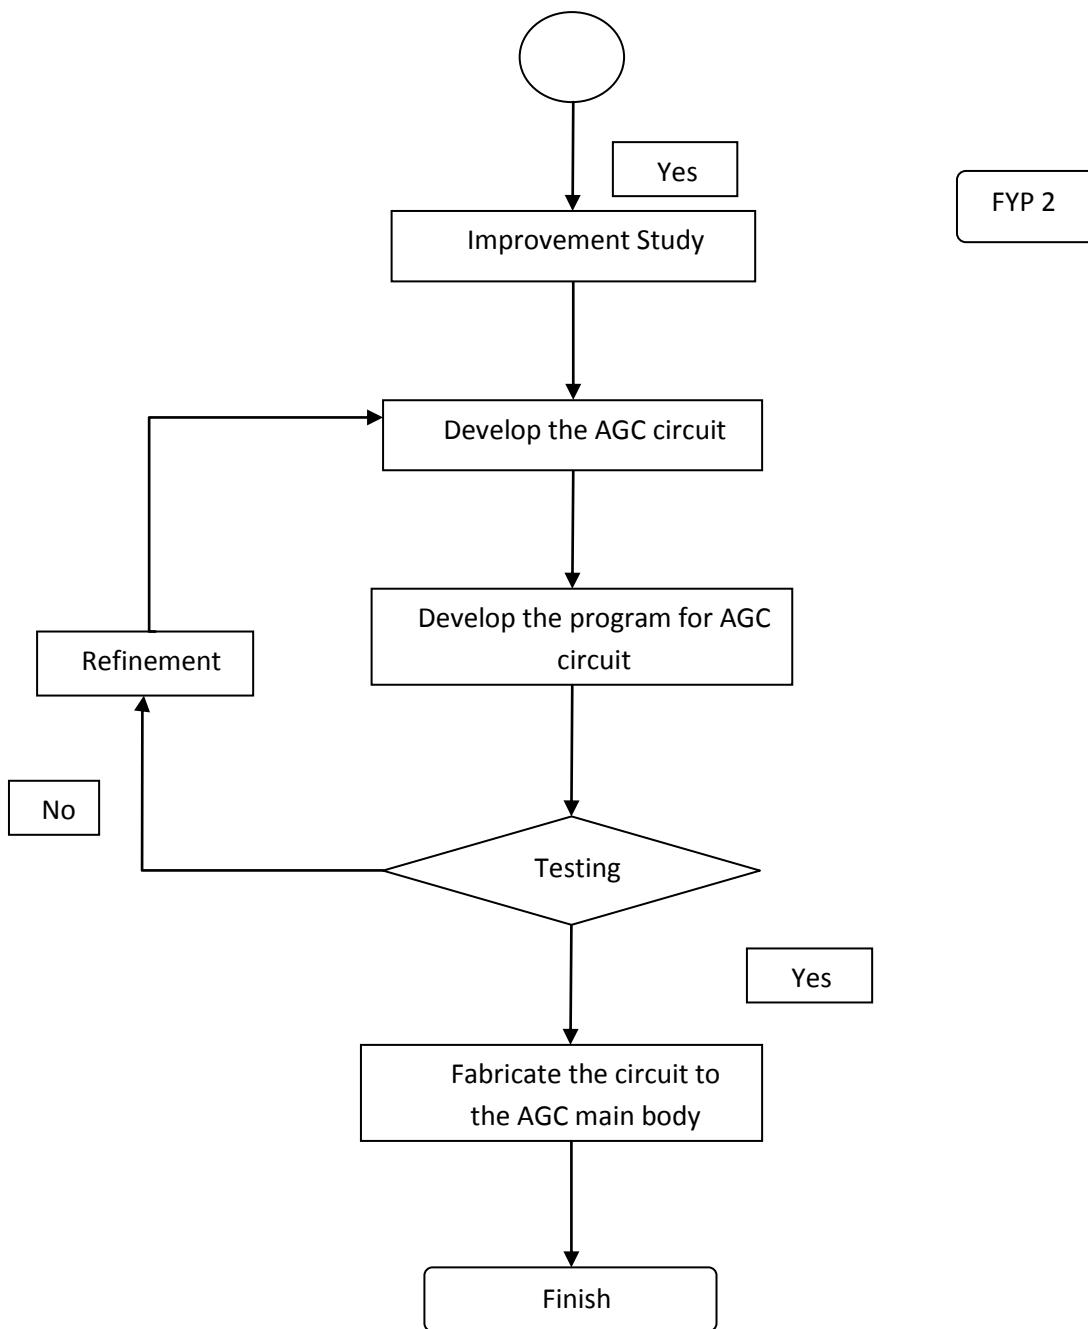 Yes
FYP 2
Improvement Study
Develop the AGC circuit
Develop the program for AGC
circuit
Refinement
No
Testing
Yes
Fabricate the circuit to
the AGC main body
Finish